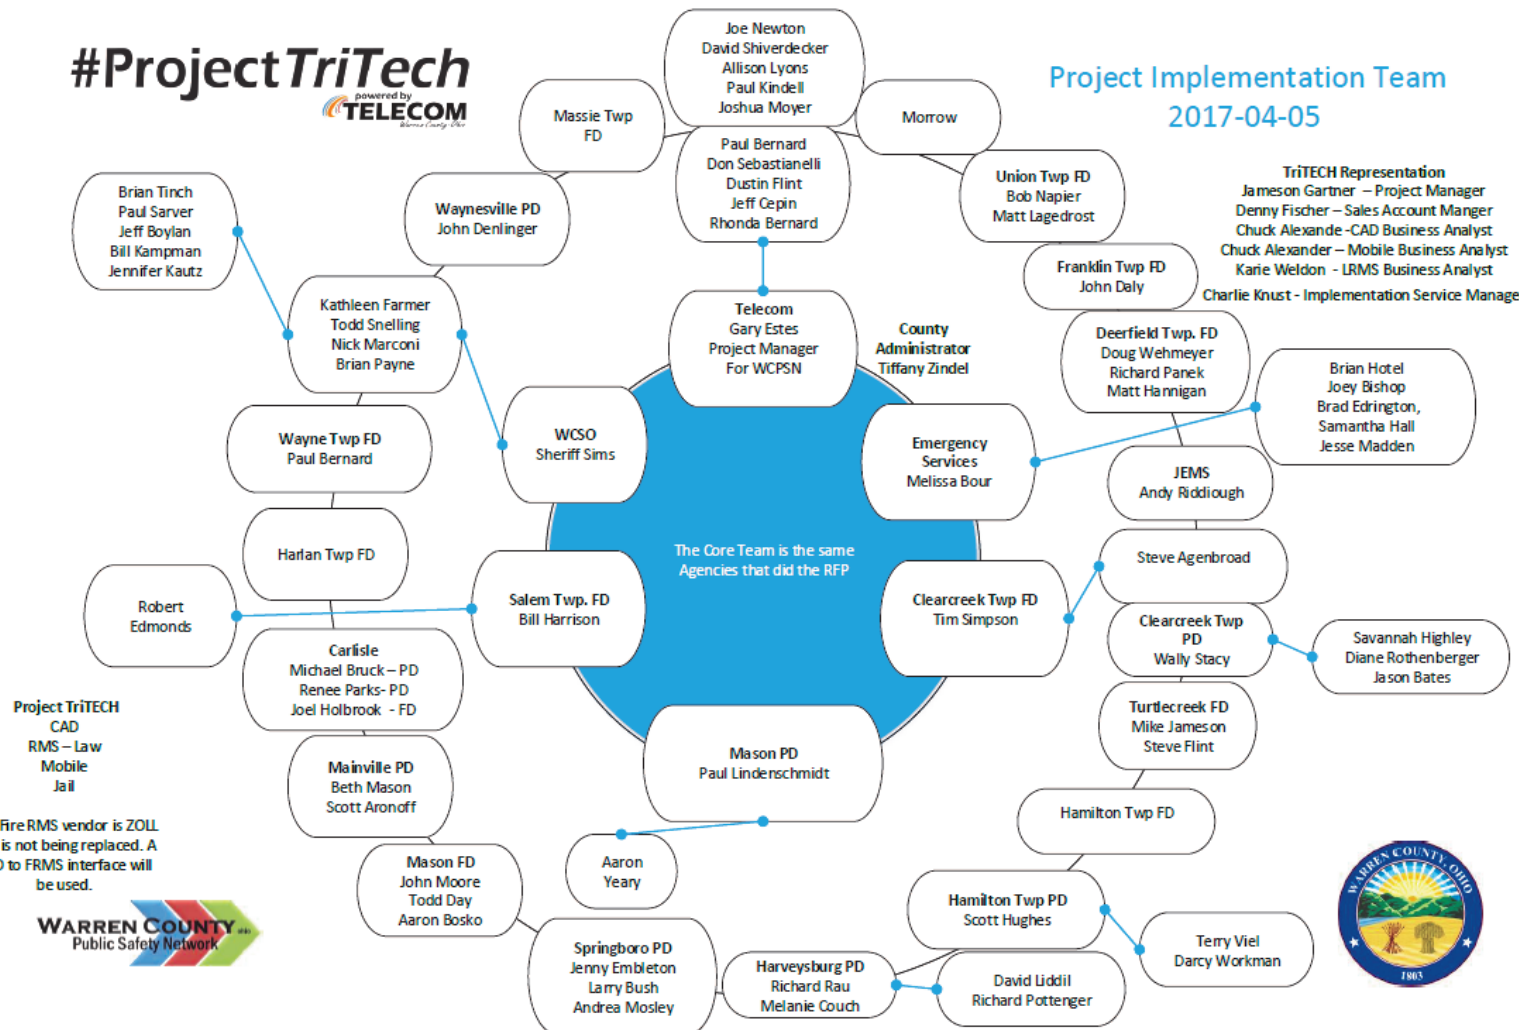 #ProjectTriTech
powered by
TELECOM
Warren County Ohio
Project Implementation Team
2017-04-05
TriTECH Representation
Jameson Gartner – Project Manager
Denny Fischer – Sales Account Manger
Chuck Alexande -CAD Business Analyst
Chuck Alexander – Mobile Business Analyst
Karie Weldon - LRMS Business Analyst
Charlie Knust - Implementation Service Manage
Joe Newton
David Shiverdecker
Allison Lyons
Paul Kindell
Joshua Moyer
Paul Bernard
Don Sebastianelli
Dustin Flint
Jeff Cepin
Rhonda Bernard
Telecom
Gary Estes
Project Manager
For WCPSN
County
Administrator
Tiffany Zindel
Massie Twp
FD
Morrow
Union Twp FD
Bob Napier
Matt Lagedrost
Franklin Twp FD
John Daly
Deerfield Twp. FD
Doug Wehmeyer
Richard Panek
Matt Hannigan
Brian Hotel
Joey Bishop
Brad Edrington,
Samantha Hall
Jesse Madden
Emergency
Services
Melissa Bour
JEMS
Andy Riddiough
Steve Agenbroad
Clearcreek Twp FD
Tim Simpson
Clearcreek Twp
PD
Wally Stacy
Savannah Highley
Diane Rothenberger
Jason Bates
Turtlecreek FD
Mike Jameson
Steve Flint
Hamilton Twp FD
Hamilton Twp PD
Scott Hughes
Terry Viel
Darcy Workman
David Liddil
Richard Pottenger
Harveysburg PD
Richard Rau
Melanie Couch
Springboro PD
Jenny Embleton
Larry Bush
Andrea Mosley
Mason PD
Paul Lindenschmidt
Aaron
Yeary
Mason FD
John Moore
Todd Day
Aaron Bosko
Mainville PD
Beth Mason
Scott Aronoff
Carlisle
Michael Bruck – PD
Renee Parks- PD
Joel Holbrook - FD
Salem Twp. FD
Bill Harrison
Robert
Edmonds
Harlan Twp FD
Wayne Twp FD
Paul Bernard
WCSO
Sheriff Sims
Kathleen Farmer
Todd Snelling
Nick Marconi
Brian Payne
Brian Tinch
Paul Sarver
Jeff Boylan
Bill Kampman
Jennifer Kautz
Waynesville PD
John Denlinger
The Core Team is the same
Agencies that did the RFP
Project TriTECH
CAD
RMS – Law
Mobile
Jail
Fire RMS vendor is ZOLL
is not being replaced. A
D to FRMS interface will
be used.
WARREN COUNTY Ohio
Public Safety Network
WARREN COUNTY, OHIO
1803